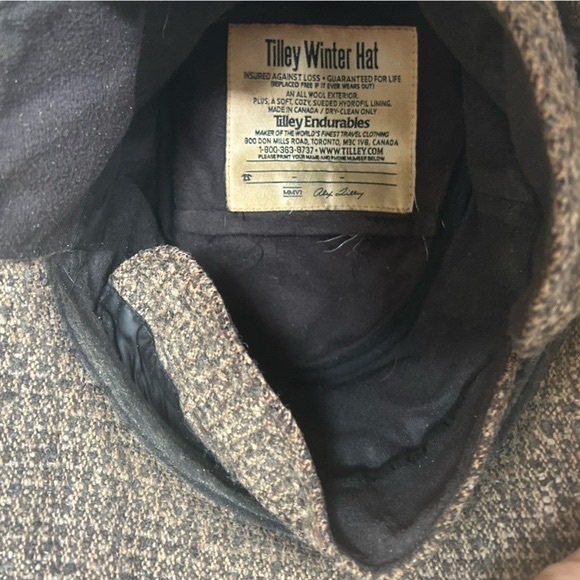 Tilley Winter Hat
INSURED AGAINST LOSS • GUARANTEED FOR LIFE
(REPLACED FREE IF IT EVER WEARS OUT)
AN ALL WOOL EXTERIOR.
PLUS, A SOFT, COZY, SUEDED HYDROFIL LINING.
MADE IN CANADA / DRY-CLEAN ONLY
Tilley Endurables
MAKER OF THE WORLD'S FINEST TRAVEL CLOTHING
900 DON MILLS ROAD, TORONTO, M3C 1V6, CANADA
1-800-363-8737 • WWW.TILLEY.COM
PLEASE PRINT YOUR NAME AND PHONE NUMBER BELOW
MMVI Alex Tilley